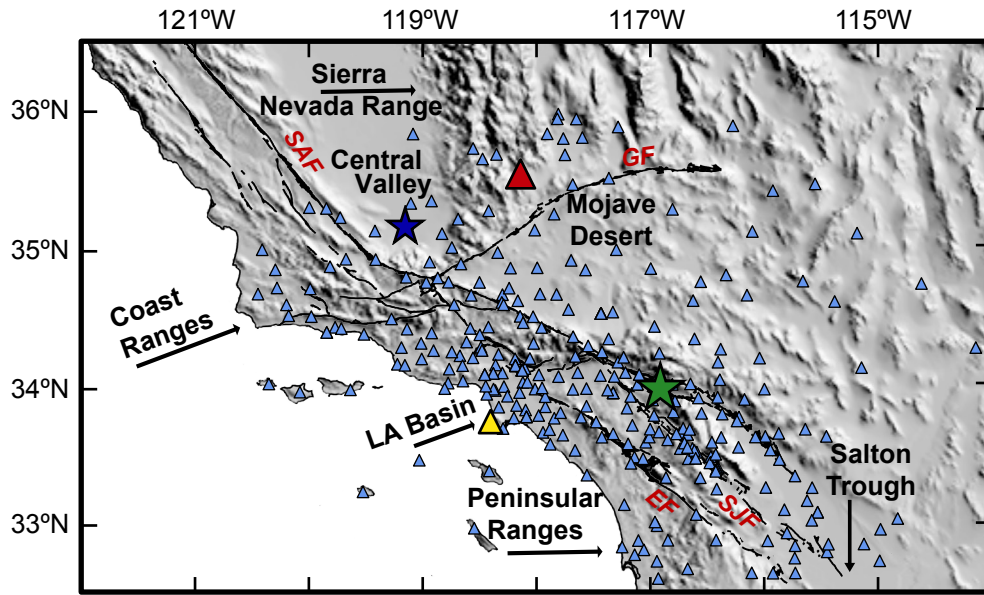 121ºW
119ºW
117ºW
115ºW
36ºN
35ºN
34ºN
33ºN
Sierra
Nevada Range
SAF
Central
Valley
GF
Mojave
Desert
Coast
Ranges
LA Basin
Salton
Trough
Peninsular
Ranges
EF
SJF